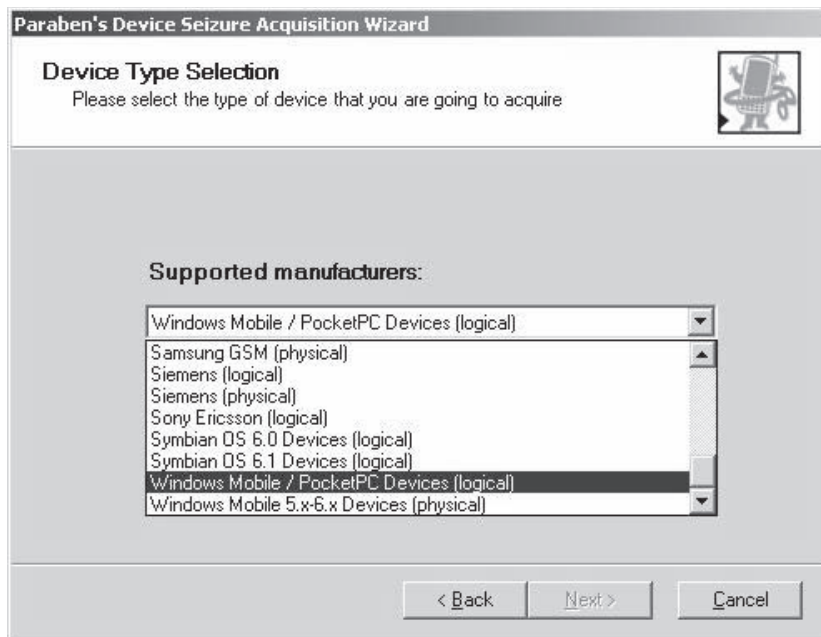 Paraben's Device Seizure Acquisition Wizard
Device Type Selection
Please select the type of device that you are going to acquire
Supported manufacturers:
Windows Mobile / PocketPC Devices (logical)
Samsung GSM (physical)
Siemens (logical)
Siemens (physical)
Sony Ericsson (logical)
Symbian OS 6.0 Devices (logical)
Symbian OS 6.1 Devices (logical)
Windows Mobile / PocketPC Devices (logical)
Windows Mobile 5.x-6.x Devices (physical)
< Back
Next >
Cancel